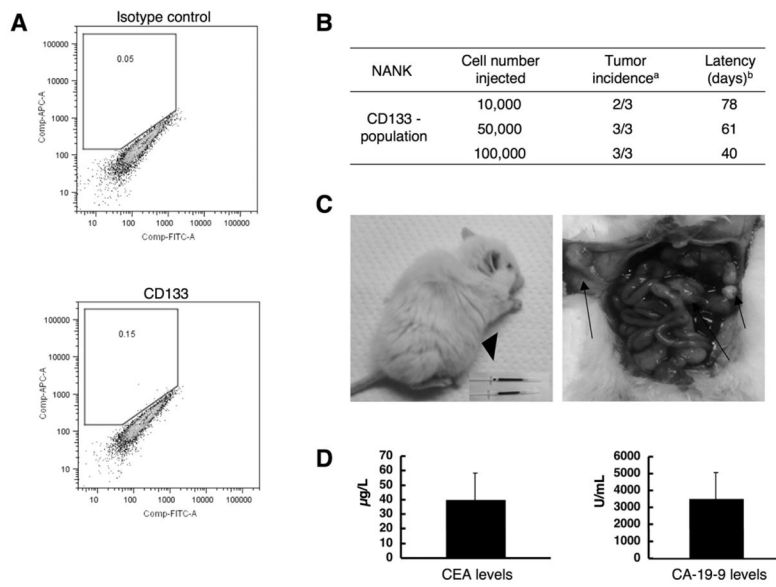 A
Isotype control
0.05
Comp-APC-A
100000
10000
1000
100
10
10 100 1000 10000 100000
Comp-FITC-A
CD133
0.15
Comp-APC-A
100000
10000
1000
100
10
10 100 1000 10000 100000
Comp-FITC-A
B
NANK Cell number injected Tumor incidenceᵃ Latency (days)ᵇ
CD133 - population
10,000 2/3 78
50,000 3/3 61
100,000 3/3 40
C
D
µg/L
70
60
50
40
30
20
10
0
CEA levels
U/mL
6000
5000
4000
3000
2000
1000
0
CA-19-9 levels